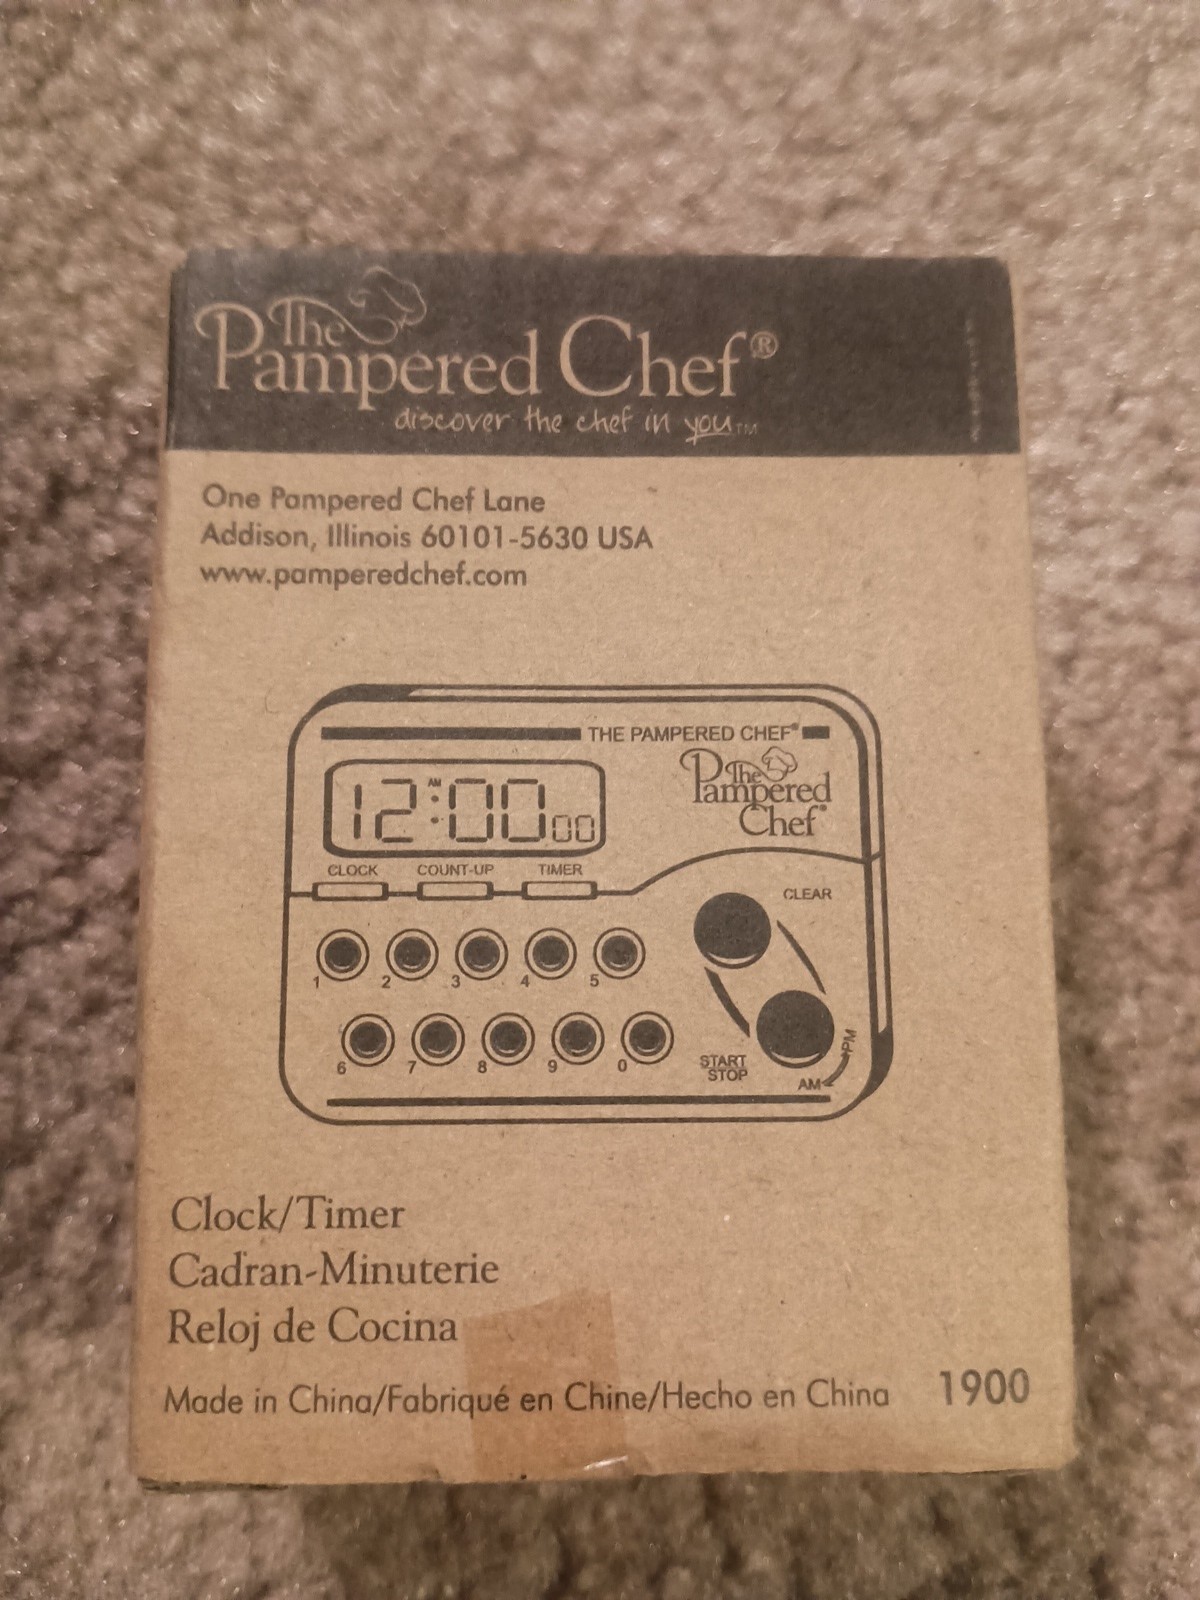 The
Pampered Chef®
discover the chef in you™
One Pampered Chef Lane
Addison, Illinois 60101-5630 USA
www.pamperedchef.com
THE PAMPERED CHEF®
The
Pampered
Chef®
AM
12:00 00
CLOCK COUNT-UP TIMER
CLEAR
1 2 3 4 5
6 7 8 9 0
START
STOP
PM
AM
Clock/Timer
Cadran-Minuterie
Reloj de Cocina
Made in China/Fabriqué en Chine/Hecho en China 1900